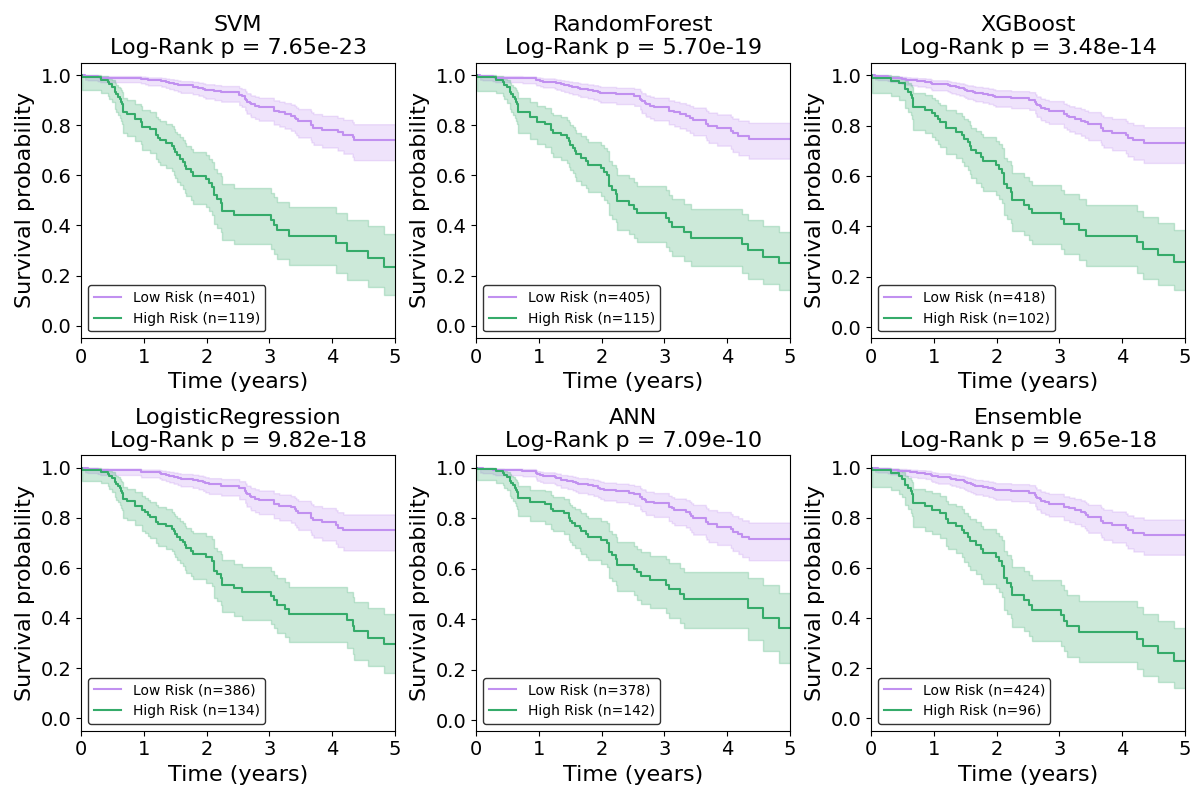 SVM
Log-Rank p = 7.65e-23
Survival probability
1.0
0.8
0.6
0.4
0.2
0.0
Low Risk (n=401)
High Risk (n=119)
0 1 2 3 4 5
Time (years)
RandomForest
Log-Rank p = 5.70e-19
Survival probability
1.0
0.8
0.6
0.4
0.2
0.0
Low Risk (n=405)
High Risk (n=115)
0 1 2 3 4 5
Time (years)
XGBoost
Log-Rank p = 3.48e-14
Survival probability
1.0
0.8
0.6
0.4
0.2
0.0
Low Risk (n=418)
High Risk (n=102)
0 1 2 3 4 5
Time (years)
LogisticRegression
Log-Rank p = 9.82e-18
Survival probability
1.0
0.8
0.6
0.4
0.2
0.0
Low Risk (n=386)
High Risk (n=134)
0 1 2 3 4 5
Time (years)
ANN
Log-Rank p = 7.09e-10
Survival probability
1.0
0.8
0.6
0.4
0.2
0.0
Low Risk (n=378)
High Risk (n=142)
0 1 2 3 4 5
Time (years)
Ensemble
Log-Rank p = 9.65e-18
Survival probability
1.0
0.8
0.6
0.4
0.2
0.0
Low Risk (n=424)
High Risk (n=96)
0 1 2 3 4 5
Time (years)